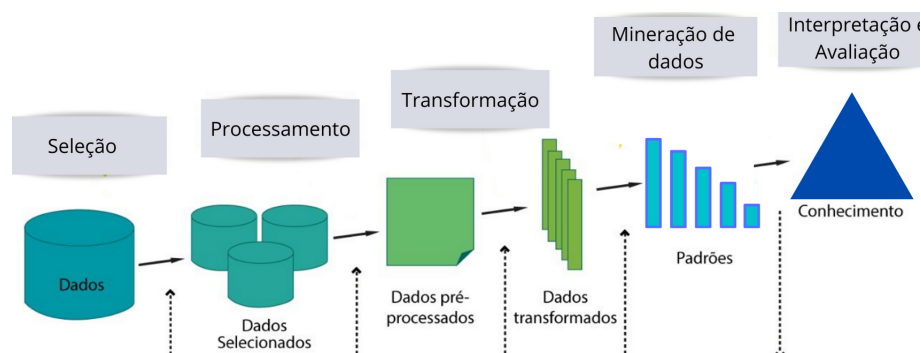 Seleção
Processamento
Transformação
Mineração de
dados
Interpretação e
Avaliação
Dados
Dados
Selecionados
Dados pré-
processados
Dados
transformados
Padrões
Conhecimento